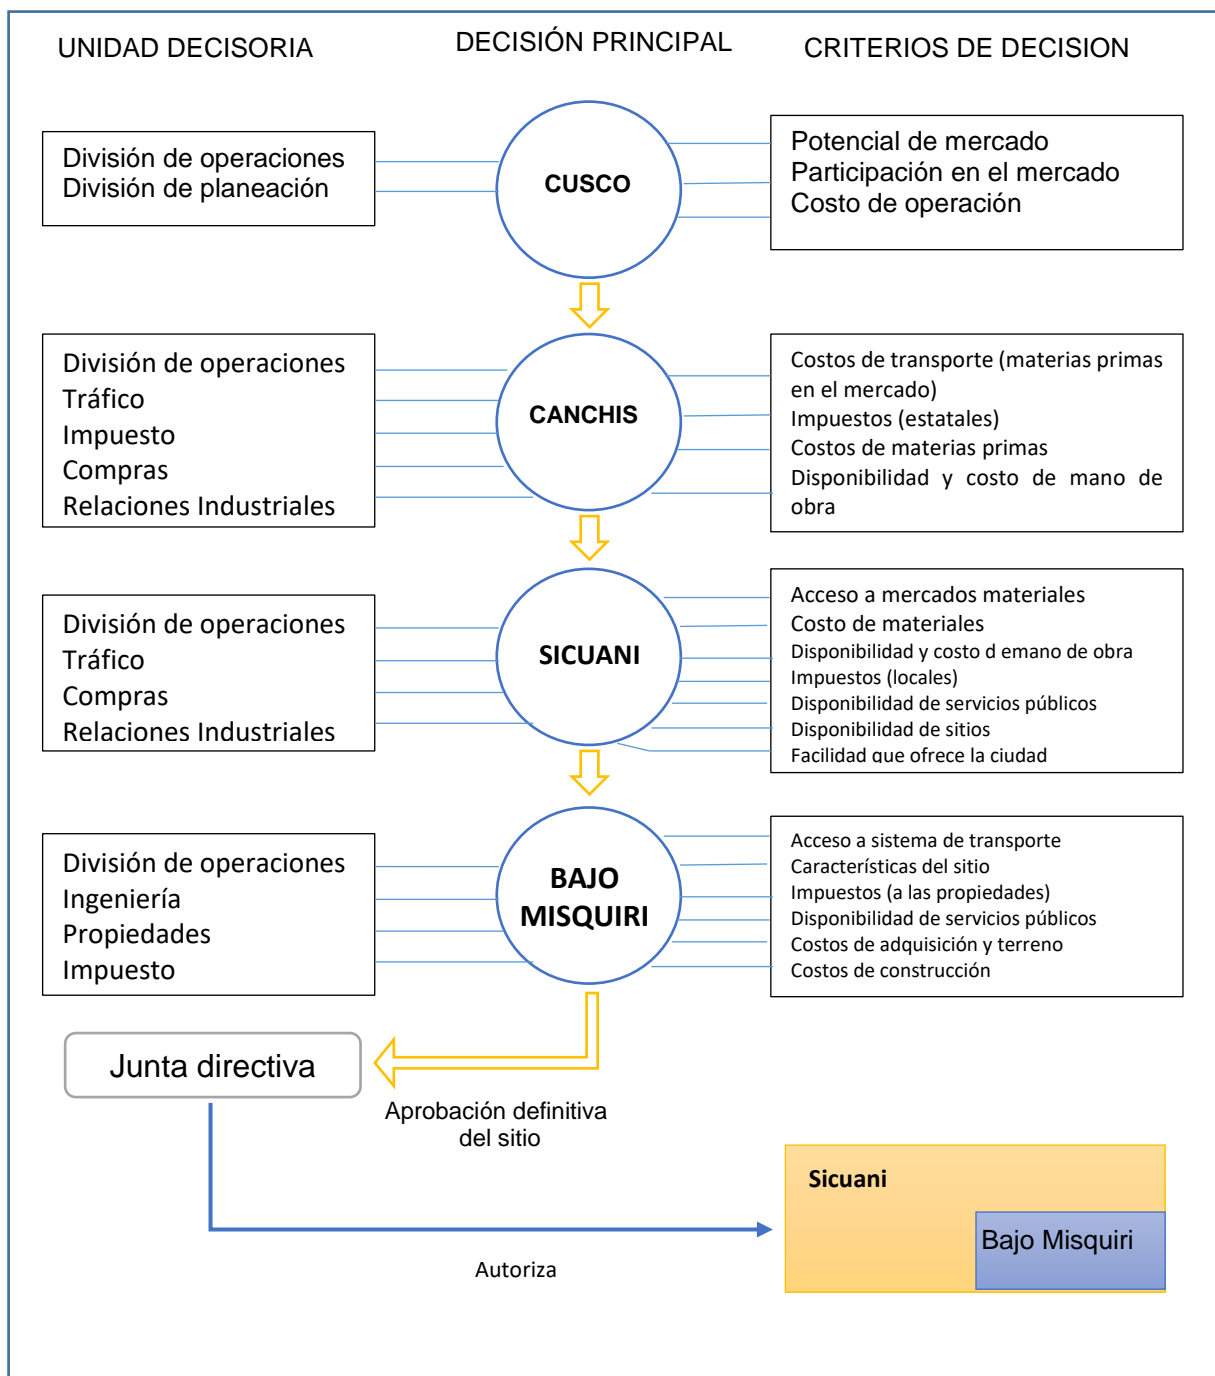 UNIDAD DECISORIA
DECISIÓN PRINCIPAL
CRITERIOS DE DECISION
División de operaciones
División de planeación
CUSCO
Potencial de mercado
Participación en el mercado
Costo de operación
División de operaciones
Tráfico
Impuesto
Compras
Relaciones Industriales
CANCHIS
Costos de transporte (materias primas
en el mercado)
Impuestos (estatales)
Costos de materias primas
Disponibilidad y costo de mano de
obra
División de operaciones
Tráfico
Compras
Relaciones Industriales
SICUANI
Acceso a mercados materiales
Costo de materiales
Disponibilidad y costo d emano de obra
Impuestos (locales)
Disponibilidad de servicios públicos
Disponibilidad de sitios
Facilidad que ofrece la ciudad
División de operaciones
Ingeniería
Propiedades
Impuesto
BAJO
MISQUIRI
Acceso a sistema de transporte
Características del sitio
Impuestos (a las propiedades)
Disponibilidad de servicios públicos
Costos de adquisición y terreno
Costos de construcción
Junta directiva
Aprobación definitiva
del sitio
Sicuani
Bajo Misquiri
Autoriza